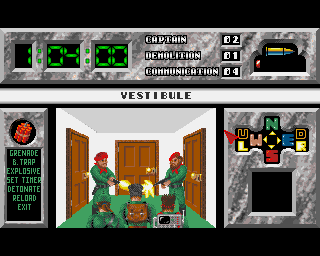 1:04:00
CAPTAIN 02
DEMOLITION 01
COMMUNICATION 04
VESTIBULE
GRENADE
B.TRAP
EXPLOSIVE
SET TIMER
DETONATE
RELOAD
EXIT
N
U W E D
L O R
S